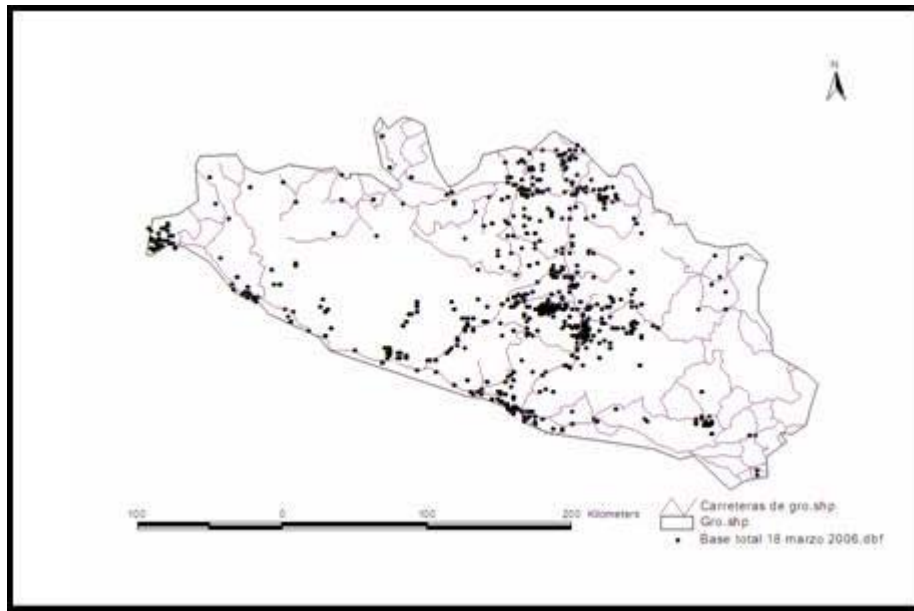 N
100 0 100 200 Kilometers
Carreteras de gro.shp
Gro.shp
Base total 18 marzo 2006.dbf